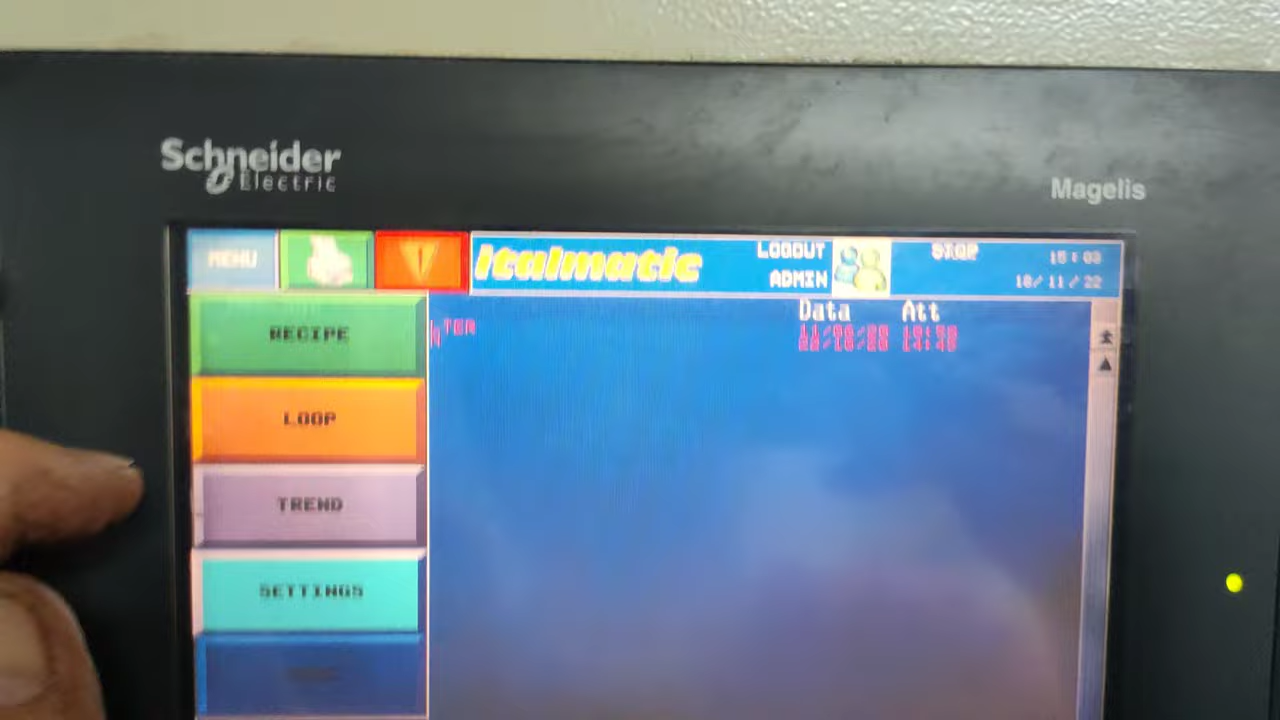 Schneider
Electric
Magelis
MENU
Italmatic
LOGOUT
ADMIN
STOP
15:03
18/11/22
RECIPE
LOOP
TREND
SETTINGS
Data Att